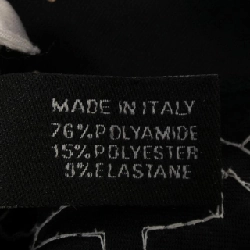 MADE IN ITALY
76%POLYAMIDE
15%POLYESTER
9%ELASTANE